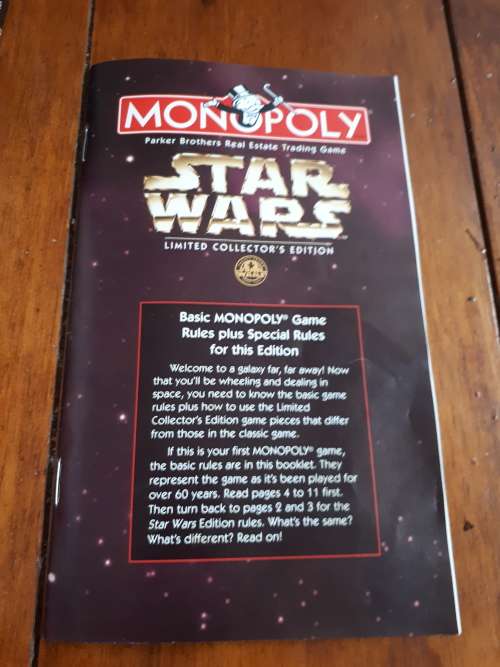 MONOPOLY®
Parker Brothers Real Estate Trading Game
STAR
WARS
LIMITED COLLECTOR'S EDITION
STAR
WARS
Basic MONOPOLY® Game
Rules plus Special Rules
for this Edition
Welcome to a galaxy far, far away! Now
that you'll be wheeling and dealing in
space, you need to know the basic game
rules plus how to use the Limited
Collector's Edition game pieces that differ
from those in the classic game.
If this is your first MONOPOLY® game,
the basic rules are in this booklet. They
represent the game as it's been played for
over 60 years. Read pages 4 to 11 first.
Then turn back to pages 2 and 3 for the
Star Wars Edition rules. What's the same?
What's different? Read on!